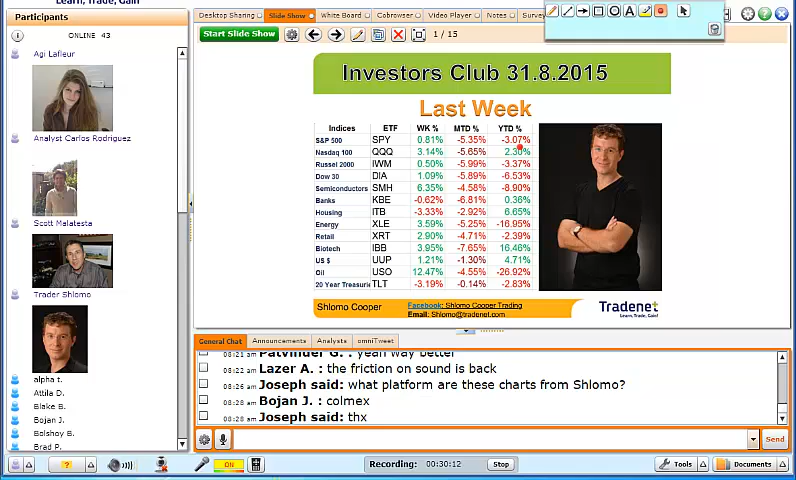 Learn, Trade, Gain!
Participants
ONLINE 43
Agi Lafleur
Analyst Carlos Rodriguez
Scott Malatesta
Trader Shlomo
alpha t.
Attila D.
Blake B.
Bojan J.
Bolshoy B.
Brad P.
Desktop Sharing Slide Show White Board Cobrowser Video Player Notes Survey
Start Slide Show 1 / 15
Investors Club 31.8.2015
Last Week
Indices ETF WK % MTD % YTD %
S&P 500 SPY 0.81% -5.35% -3.07%
Nasdaq 100 QQQ 3.14% -5.65% 2.30%
Russel 2000 IWM 0.50% -5.99% -3.37%
Dow 30 DIA 1.09% -5.89% -6.53%
Semiconductors SMH 6.35% -4.58% -8.90%
Banks KBE -0.62% -6.81% 0.36%
Housing ITB -3.33% -2.92% 6.65%
Energy XLE 3.59% -5.25% -16.95%
Retail XRT 2.90% -4.71% -2.39%
Biotech IBB 3.95% -7.65% 16.46%
US $ UUP 1.21% -1.30% 4.71%
Oil USO 12.47% -4.55% -26.92%
20 Year Treasuric TLT -3.19% -0.14% -2.83%
Shlomo Cooper
Facebook: Shlomo Cooper Trading
Email: Shlomo@tradenet.com
Tradenet
Learn, Trade, Gain!
General Chat Announcements Analysts omniTweet
08:21 am Patvinder G. : yeah way better
08:22 am Lazer A. : the friction on sound is back
08:26 am Joseph said: what platform are these charts from Shlomo?
08:28 am Bojan J. : colmex
08:28 am Joseph said: thx
Send
ON
Recording: 00:30:12 Stop
Tools Documents